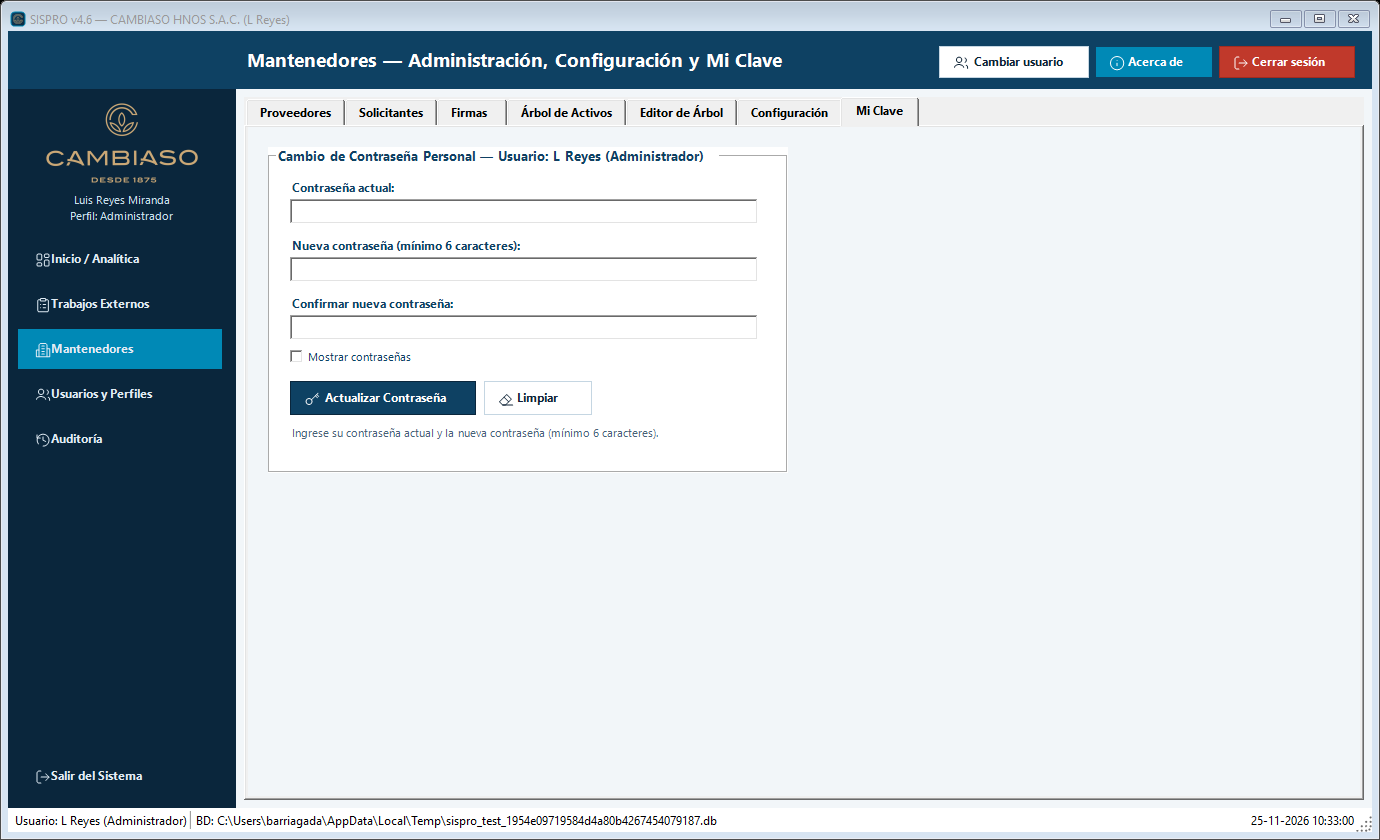 SISPRO v4.6 — CAMBIASO HNOS S.A.C. (L Reyes)
Mantenedores — Administración, Configuración y Mi Clave
Cambiar usuario
Acerca de
Cerrar sesión
CAMBIASO
DESDE 1875
Luis Reyes Miranda
Perfil: Administrador
Inicio / Analítica
Trabajos Externos
Mantenedores
Usuarios y Perfiles
Auditoría
Salir del Sistema
Proveedores
Solicitantes
Firmas
Árbol de Activos
Editor de Árbol
Configuración
Mi Clave
Cambio de Contraseña Personal — Usuario: L Reyes (Administrador)
Contraseña actual:
Nueva contraseña (mínimo 6 caracteres):
Confirmar nueva contraseña:
Mostrar contraseñas
Actualizar Contraseña
Limpiar
Ingrese su contraseña actual y la nueva contraseña (mínimo 6 caracteres).
Usuario: L Reyes (Administrador)
BD: C:\Users\barriagada\AppData\Local\Temp\sispro_test_1954e09719584d4a80b4267454079187.db
25-11-2026 10:33:00